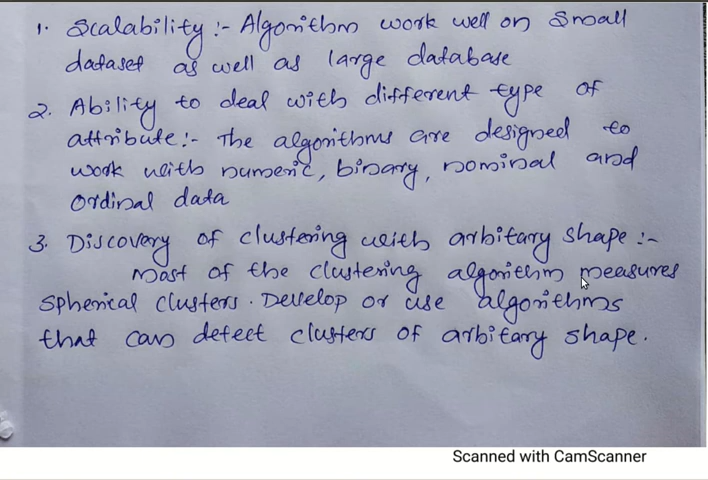 1. Scalability :- Algorithm work well on small
dataset as well as large database
2. Ability to deal with different type of
attribute:- The algorithms are designed to
work with numeric, binary, nominal and
ordinal data
3. Discovery of clustering with arbitary shape :-
Most of the clustering algorithm measures
spherical clusters. Develop or use algorithms
that can detect clusters of arbitary shape.
Scanned with CamScanner